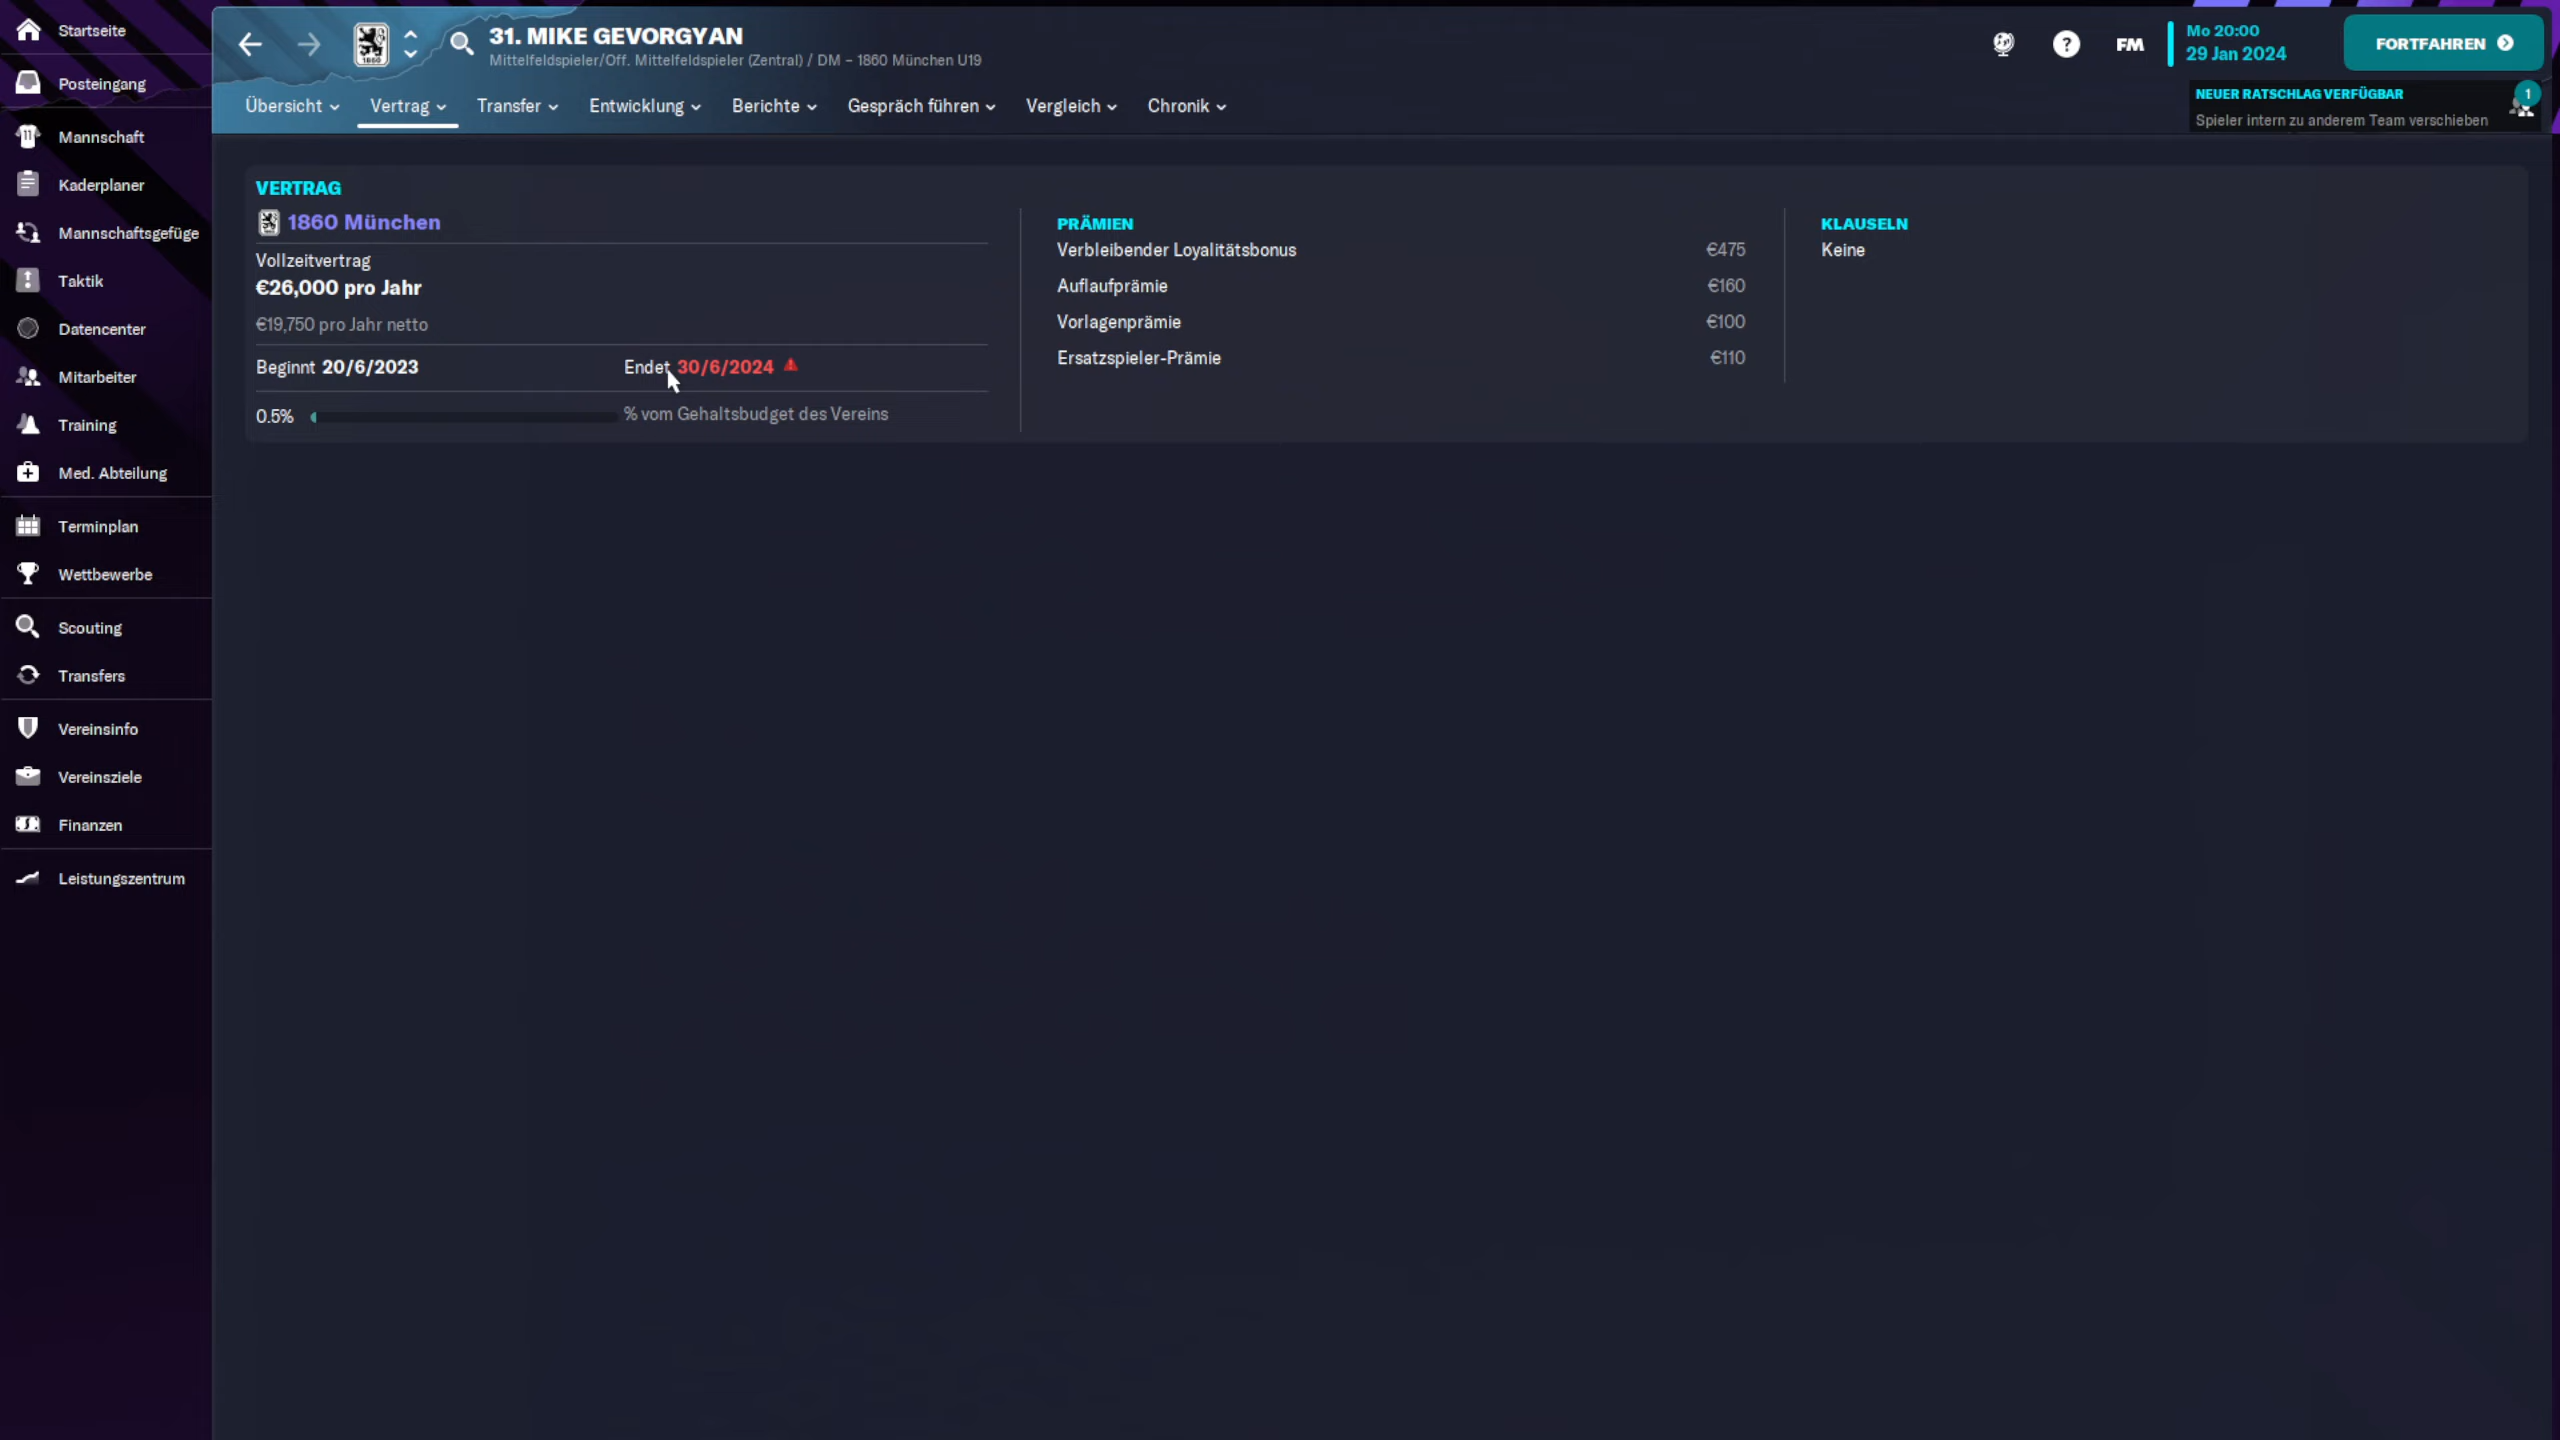 Startseite
Posteingang
Mannschaft
Kaderplaner
Mannschaftsgefüge
Taktik
Datencenter
Mitarbeiter
Training
Med. Abteilung
Terminplan
Wettbewerbe
Scouting
Transfers
Vereinsinfo
Vereinsziele
Finanzen
Leistungszentrum
31. MIKE GEVORGYAN
Mittelfeldspieler/Off. Mittelfeldspieler (Zentral) / DM – 1860 München U19
FM
Mo 20:00
29 Jan 2024
FORTFAHREN
Übersicht Vertrag Transfer Entwicklung Berichte Gespräch führen Vergleich Chronik
NEUER RATSCHLAG VERFÜGBAR
Spieler intern zu anderem Team verschieben
1
VERTRAG
1860 München
Vollzeitvertrag
€26,000 pro Jahr
€19,750 pro Jahr netto
Beginnt 20/6/2023 Endet 30/6/2024
0.5% % vom Gehaltsbudget des Vereins
PRÄMIEN
Verbleibender Loyalitätsbonus €475
Auflaufprämie €160
Vorlagenprämie €100
Ersatzspieler-Prämie €110
KLAUSELN
Keine